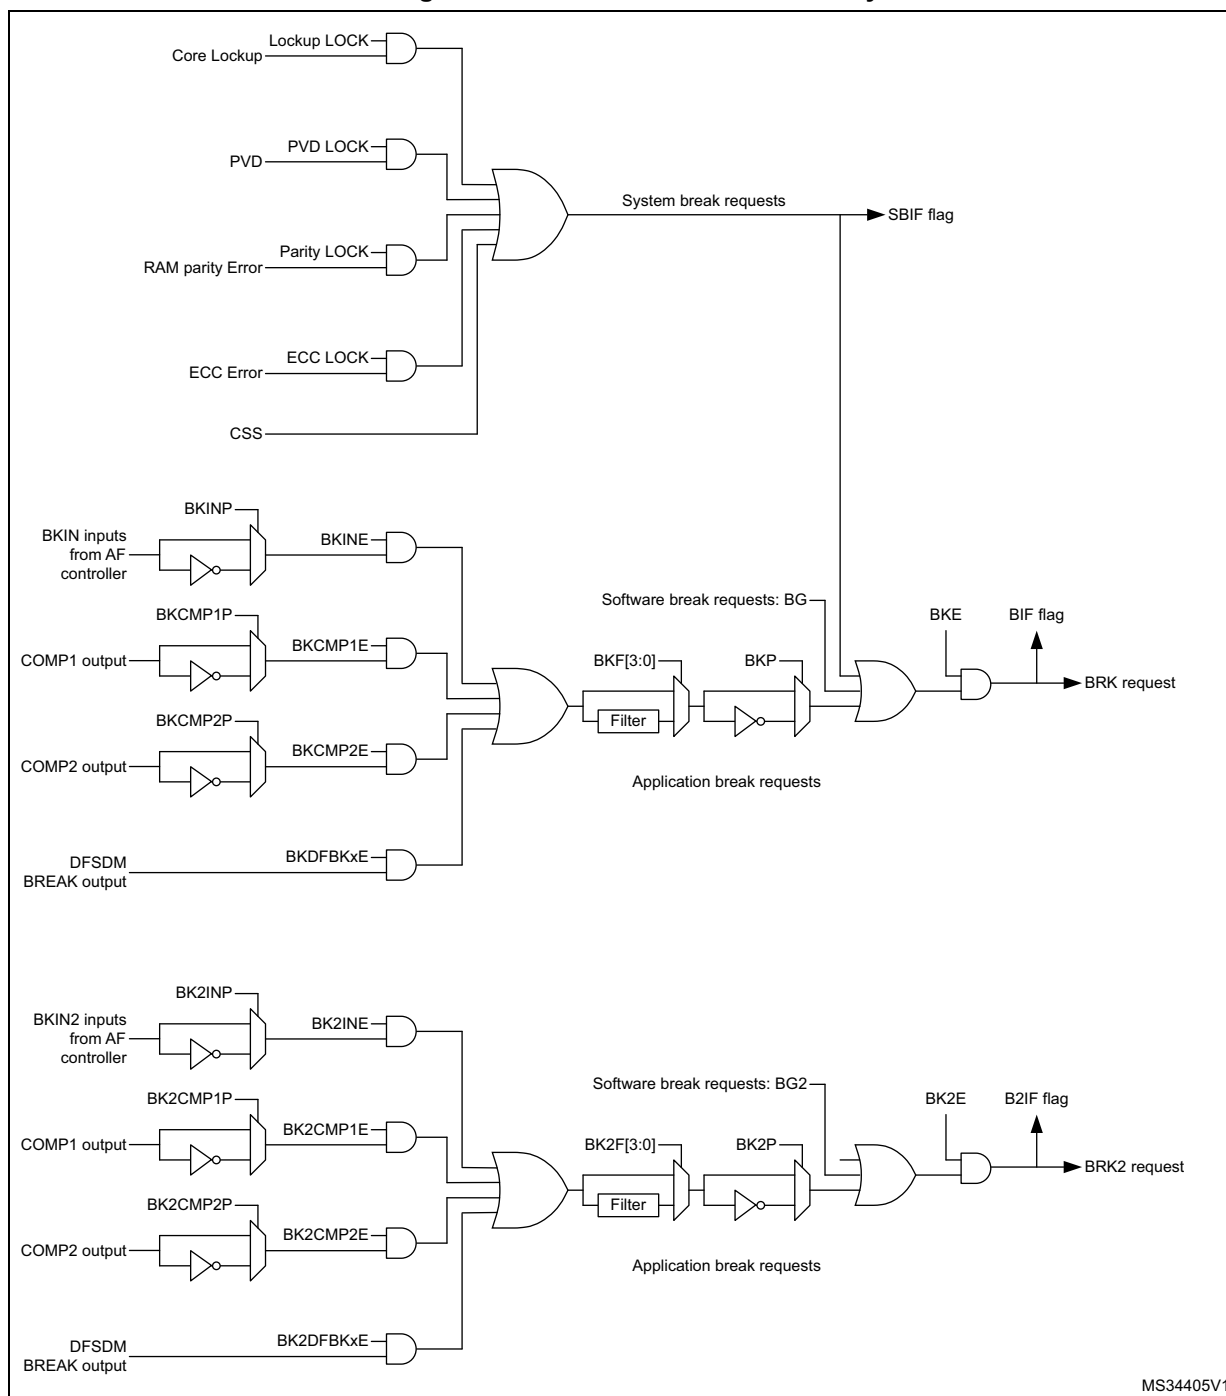 Lockup LOCK
Core Lockup
PVD LOCK
PVD
System break requests
SBIF flag
Parity LOCK
RAM parity Error
ECC LOCK
ECC Error
CSS
BKINP
BKIN inputs
from AF
controller
BKINE
Software break requests: BG
BKCMP1P
BKE
BIF flag
COMP1 output
BKCMP1E
BKF[3:0]
BKP
BRK request
BKCMP2P
Filter
COMP2 output
BKCMP2E
Application break requests
DFSDM
BREAK output
BKDFBKxE
BK2INP
BKIN2 inputs
from AF
controller
BK2INE
Software break requests: BG2
BK2CMP1P
BK2E
B2IF flag
COMP1 output
BK2CMP1E
BK2F[3:0]
BK2P
BRK2 request
BK2CMP2P
Filter
COMP2 output
BK2CMP2E
Application break requests
DFSDM
BREAK output
BK2DFBKxE
MS34405V1